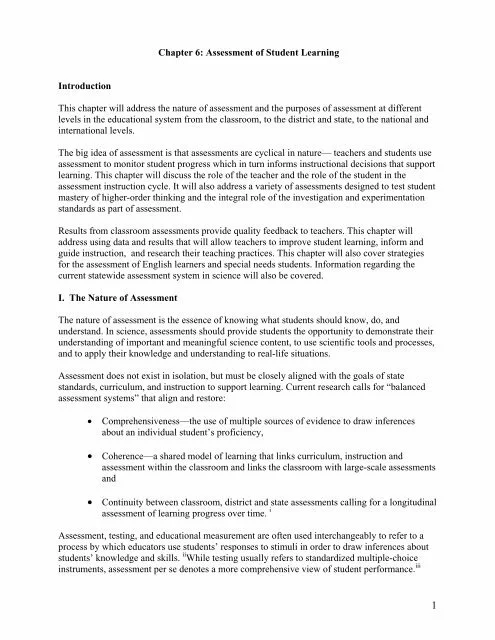 Chapter 6: Assessment of Student Learning
Introduction
This chapter will address the nature of assessment and the purposes of assessment at different
levels in the educational system from the classroom, to the district and state, to the national and
international levels.
The big idea of assessment is that assessments are cyclical in nature— teachers and students use
assessment to monitor student progress which in turn informs instructional decisions that support
learning. This chapter will discuss the role of the teacher and the role of the student in the
assessment instruction cycle. It will also address a variety of assessments designed to test student
mastery of higher-order thinking and the integral role of the investigation and experimentation
standards as part of assessment.
Results from classroom assessments provide quality feedback to teachers. This chapter will
address using data and results that will allow teachers to improve student learning, inform and
guide instruction, and research their teaching practices. This chapter will also cover strategies
for the assessment of English learners and special needs students. Information regarding the
current statewide assessment system in science will also be covered.
I. The Nature of Assessment
The nature of assessment is the essence of knowing what students should know, do, and
understand. In science, assessments should provide students the opportunity to demonstrate their
understanding of important and meaningful science content, to use scientific tools and processes,
and to apply their knowledge and understanding to real-life situations.
Assessment does not exist in isolation, but must be closely aligned with the goals of state
standards, curriculum, and instruction to support learning. Current research calls for “balanced
assessment systems” that align and restore:
• Comprehensiveness—the use of multiple sources of evidence to draw inferences
about an individual student’s proficiency,
• Coherence—a shared model of learning that links curriculum, instruction and
assessment within the classroom and links the classroom with large-scale assessments
and
• Continuity between classroom, district and state assessments calling for a longitudinal
assessment of learning progress over time. i
Assessment, testing, and educational measurement are often used interchangeably to refer to a
process by which educators use students’ responses to stimuli in order to draw inferences about
students’ knowledge and skills. iiWhile testing usually refers to standardized multiple-choice
instruments, assessment per se denotes a more comprehensive view of student performance.iii
1